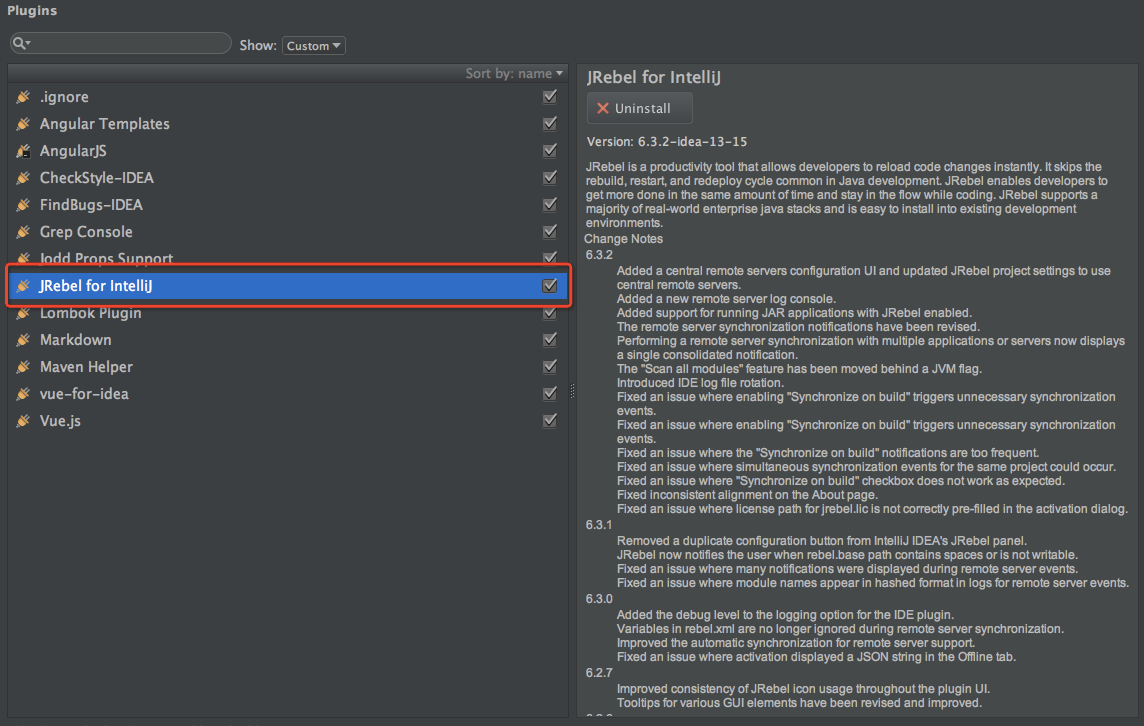 Plugins
Show: Custom
Sort by: name
.ignore
Angular Templates
AngularJS
CheckStyle-IDEA
FindBugs-IDEA
Grep Console
Jodd Props Support
JRebel for IntelliJ
Lombok Plugin
Markdown
Maven Helper
vue-for-idea
Vue.js
JRebel for IntelliJ
Uninstall
Version: 6.3.2-idea-13-15
JRebel is a productivity tool that allows developers to reload code changes instantly. It skips the
rebuild, restart, and redeploy cycle common in Java development. JRebel enables developers to
get more done in the same amount of time and stay in the flow while coding. JRebel supports a
majority of real-world enterprise java stacks and is easy to install into existing development
environments.
Change Notes
6.3.2
Added a central remote servers configuration UI and updated JRebel project settings to use
central remote servers.
Added a new remote server log console.
Added support for running JAR applications with JRebel enabled.
The remote server synchronization notifications have been revised.
Performing a remote server synchronization with multiple applications or servers now displays
a single consolidated notification.
The "Scan all modules" feature has been moved behind a JVM flag.
Introduced IDE log file rotation.
Fixed an issue where enabling "Synchronize on build" triggers unnecessary synchronization
events.
Fixed an issue where enabling "Synchronize on build" triggers unnecessary synchronization
events.
Fixed an issue where the "Synchronize on build" notifications are too frequent.
Fixed an issue where simultaneous synchronization events for the same project could occur.
Fixed an issue where "Synchronize on build" checkbox does not work as expected.
Fixed inconsistent alignment on the About page.
Fixed an issue where license path for jrebel.lic is not correctly pre-filled in the activation dialog.
6.3.1
Removed a duplicate configuration button from IntelliJ IDEA's JRebel panel.
JRebel now notifies the user when rebel.base path contains spaces or is not writable.
Fixed an issue where many notifications were displayed during remote server events.
Fixed an issue where module names appear in hashed format in logs for remote server events.
6.3.0
Added the debug level to the logging option for the IDE plugin.
Variables in rebel.xml are no longer ignored during remote server synchronization.
Improved the automatic synchronization for remote server support.
Fixed an issue where activation displayed a JSON string in the Offline tab.
6.2.7
Improved consistency of JRebel icon usage throughout the plugin UI.
Tooltips for various GUI elements have been revised and improved.